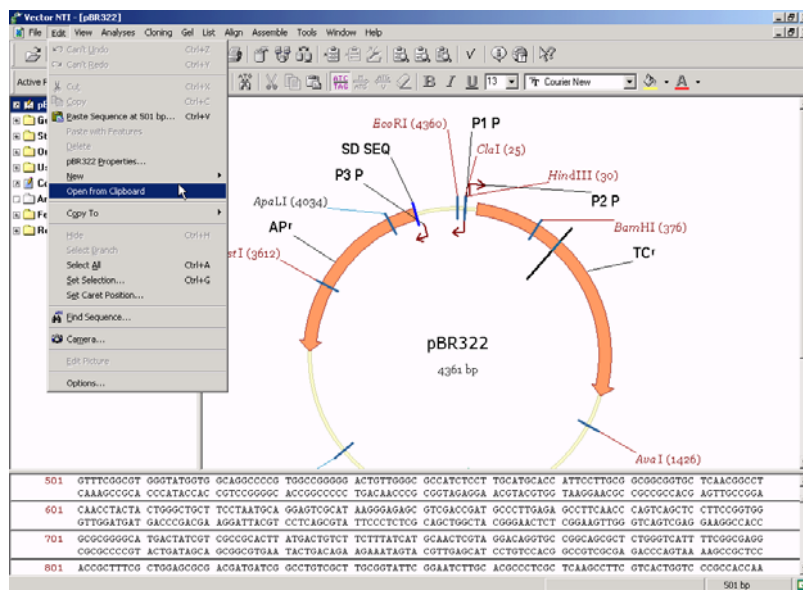 Vector NTI - [pBR322]
File Edit View Analyses Cloning Gel List Align Assemble Tools Window Help
Can't Undo Ctrl+Z
Can't Redo Ctrl+Y
Cut Ctrl+X
Copy Ctrl+C
Paste Sequence at 501 bp... Ctrl+V
Paste with Features
Delete
pBR322 Properties...
New
Open from Clipboard
Copy To
Hide Ctrl+H
Select Branch
Select All Ctrl+A
Set Selection... Ctrl+G
Set Caret Position...
Find Sequence...
Camera...
Edit Picture
Options...
Active
B I U 13 Courier New A
EcoRI (4360)
P1 P
ClaI (25)
SD SEQ
HindIII (30)
P3 P
P2 P
ApaLI (4034)
BamHI (376)
APr
TCr
stI (3612)
pBR322
4361 bp
AvaI (1426)
501 GTTTCGGCGT GGGTATGGTG GCAGGCCCCG TGGCCGGGGG ACTGTTGGGC GCCATCTCCT TGCATGCACC ATTCCTTGCG GCGGCGGTGC TCAACGGCCT
CAAAGCCGCA CCCATACCAC CGTCCGGGGC ACCGGCCCCC TGACAACCCG CGGTAGAGGA ACGTACGTGG TAAGGAACGC CGCCGCCACG AGTTGCCGGA
601 CAACCTACTA CTGGGCTGCT TCCTAATGCA GGAGTCGCAT AAGGGAGAGC GTCGACCGAT GCCCTTGAGA GCCTTCAACC CAGTCAGCTC CTTCCGGTGG
GTTGGATGAT GACCCGACGA AGGATTACGT CCTCAGCGTA TTCCCTCTCG CAGCTGGCTA CGGGAACTCT CGGAAGTTGG GTCAGTCGAG GAAGGCCACC
701 GCGCGGGGCA TGACTATCGT CGCCGCACTT ATGACTGTCT TCTTTATCAT GCAACTCGTA GGACAGGTGC CGGCAGCGCT CTGGGTCATT TTCGGCGAGG
CGCGCCCCGT ACTGATAGCA GCGGCGTGAA TACTGACAGA AGAAATAGTA CGTTGAGCAT CCTGTCCACG GCCGTCGCGA GACCCAGTAA AAGCCGCTCC
801 ACCGCTTTCG CTGGAGCGCG ACGATGATCG GCCTGTCGCT TGCGGTATTC GGAATCTTGC ACGCCCTCGC TCAAGCCTTC GTCACTGGTC CCGCCACCAA
501 bp